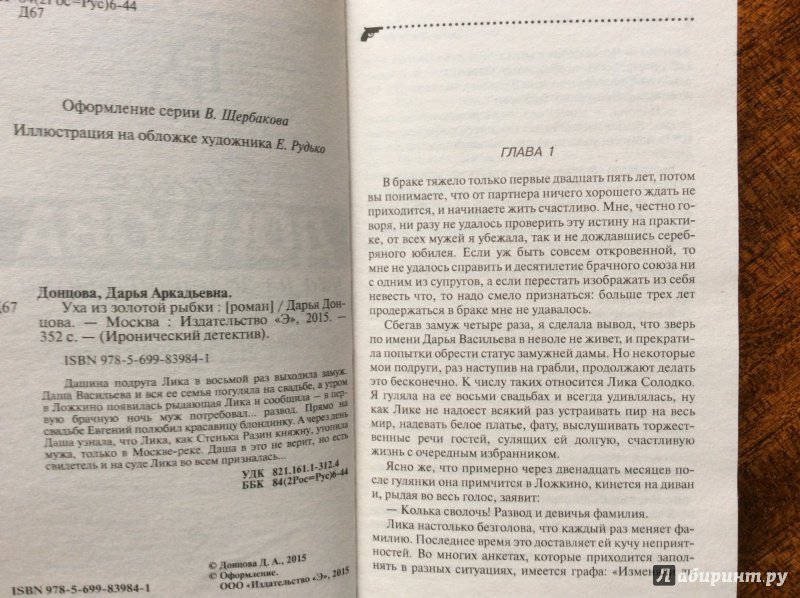 84(2Рос=Рус)6-44
Д67
Оформление серии В. Щербакова
Иллюстрация на обложке художника Е. Рудько
Донцова, Дарья Аркадьевна.
Д67
Уха из золотой рыбки : [роман] / Дарья Дон-
цова. — Москва : Издательство «Э», 2015. —
352 с. — (Иронический детектив).
ISBN 978-5-699-83984-1
Дашина подруга Лика в восьмой раз выходила замуж.
Даша Васильева и вся ее семья погуляла на свадьбе, а утром
в Ложкино появилась рыдающая Лика и сообщила — в пер-
вую брачную ночь муж потребовал... развод. Прямо на
свадьбе Евгений полюбил красавицу блондинку. А через день
Даша узнала, что Лика, как Стенька Разин княжну, утопила
мужа, только в Москве-реке. Даша в это не верит, но есть
свидетель и на суде Лика во всем призналась...
УДК 821.161.1-312.4
ББК 84(2Рос=Рус)6-44
© Донцова Д. А., 2015
© Оформление.
ООО «Издательство «Э», 2015
ISBN 978-5-699-83984-1
ГЛАВА 1
В браке тяжело только первые двадцать пять лет, потом
вы понимаете, что от партнера ничего хорошего ждать не
приходится, и начинаете жить счастливо. Мне, честно го-
воря, ни разу не удалось проверить эту истину на практи-
ке, от всех мужей я убежала, так и не дождавшись сереб-
ряного юбилея. Если уж быть совсем откровенной, то
мне не удалось справить и десятилетие брачного союза ни
с одним из супругов, а если перестать изображать из себя
невесть что, то надо смело признаться: больше трех лет
продержаться в браке мне не удавалось.
Сбегав замуж четыре раза, я сделала вывод, что зверь
по имени Дарья Васильева в неволе не живет, и прекрати-
ла попытки обрести статус замужней дамы. Но некоторые
мои подруги, раз наступив на грабли, продолжают делать
это бесконечно. К числу таких относится Лика Солодко.
Я гуляла на ее восьми свадьбах и всегда удивлялась, ну
как Лике не надоест всякий раз устраивать пир на весь
мир, надевать белое платье, фату, выслушивать торжест-
венные речи гостей, сулящих ей долгую, счастливую
жизнь с очередным избранником.
Ясно же, что примерно через двенадцать месяцев по-
сле гулянки она примчится в Ложкино, кинется на диван
и, рыдая во весь голос, заявит:
— Колька сволочь! Развод и девичья фамилия.
Лика настолько безголова, что каждый раз меняет фа-
милию. Последнее время это доставляет ей кучу неприят-
ностей. Во многих анкетах, которые приходится запол-
нять в разных ситуациях, имеется графа: «Изменяли ли
Лабиринт.ру